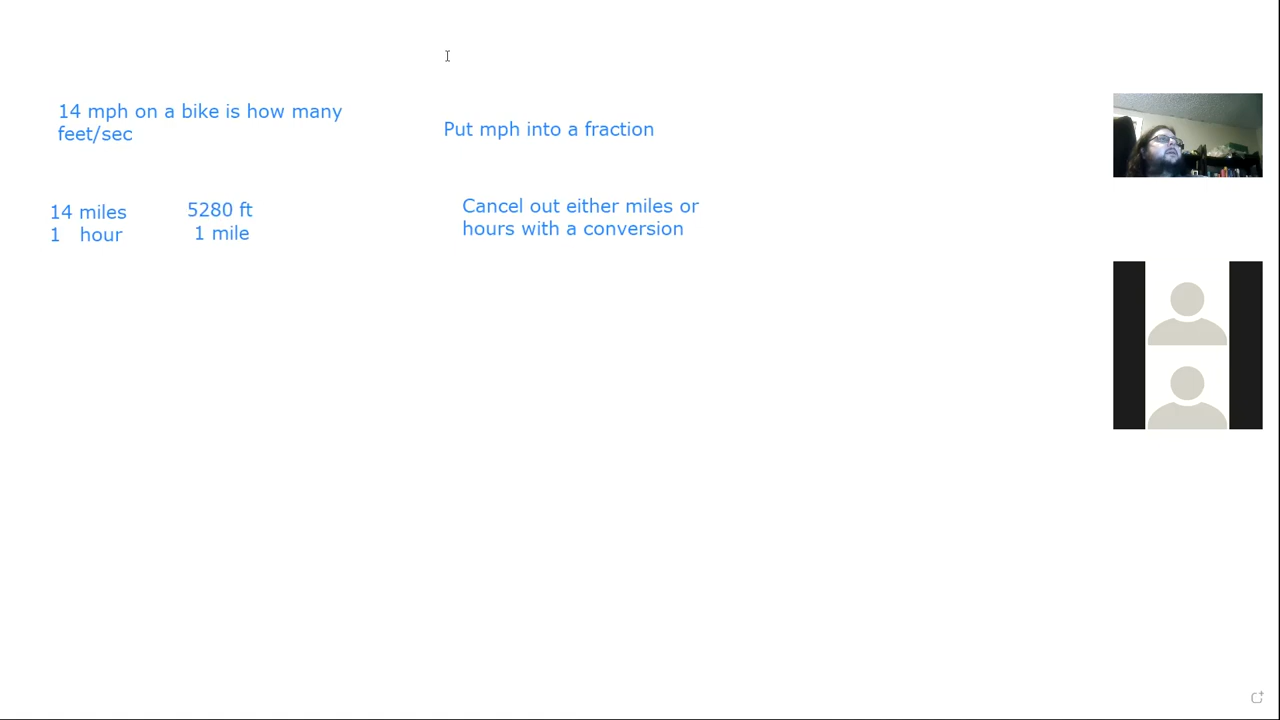 14 mph on a bike is how many
feet/sec
Put mph into a fraction
14 miles
1 hour
5280 ft
1 mile
Cancel out either miles or
hours with a conversion